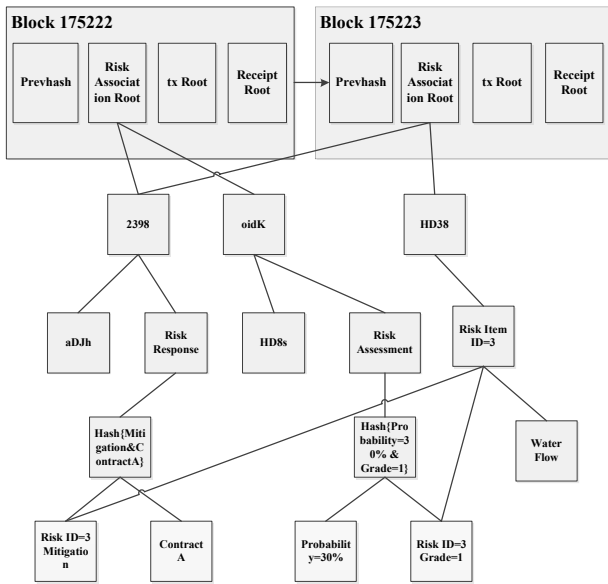 Block 175222
Block 175223
Prevhash
Risk
Associat
ion Root
tx Root
Receipt
Root
Prevhash
Risk
Associat
ion Root
tx Root
Receipt
Root
2398
oidK
HD38
aDJh
Risk
Response
HD8s
Risk
Assessment
Risk Item
ID=3
Hash{Miti
gation&C
ontractA}
Hash{Pro
bability=3
0% &
Grade=1}
Water
Flow
Risk ID=3
Mitigatio
n
Contract
A
Probabilit
y=30%
Risk ID=3
Grade=1